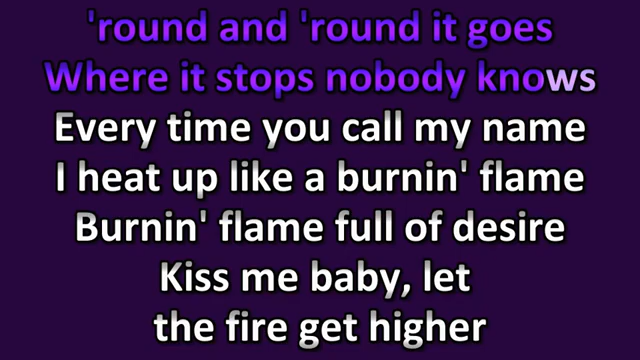 'round and 'round it goes
Where it stops nobody knows
Every time you call my name
I heat up like a burnin' flame
Burnin' flame full of desire
Kiss me baby, let
the fire get higher